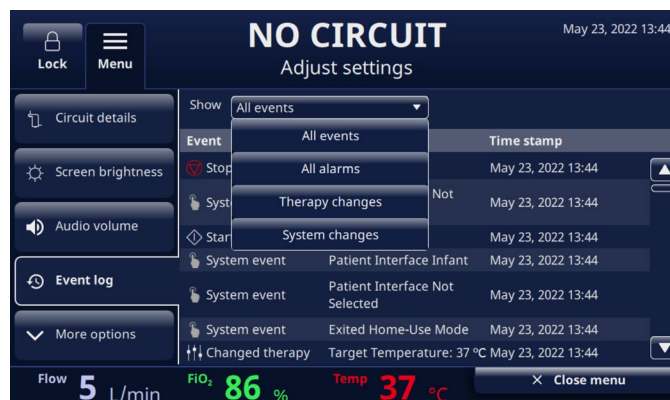 NO CIRCUIT
May 23, 2022 13:44
Lock
Menu
Adjust settings
Circuit details
Screen brightness
Audio volume
Event log
More options
Show
All events
All events
All alarms
Therapy changes
System changes
Event
Time stamp
Stop
May 23, 2022 13:44
Syst
Not
May 23, 2022 13:44
Star
May 23, 2022 13:44
System event
Patient Interface Infant
May 23, 2022 13:44
System event
Patient Interface Not
Selected
May 23, 2022 13:44
System event
Exited Home-Use Mode
May 23, 2022 13:44
Changed therapy
Target Temperature: 37 °C
May 23, 2022 13:44
Flow 5 L/min
FiO₂ 86 %
Temp 37 °C
× Close menu